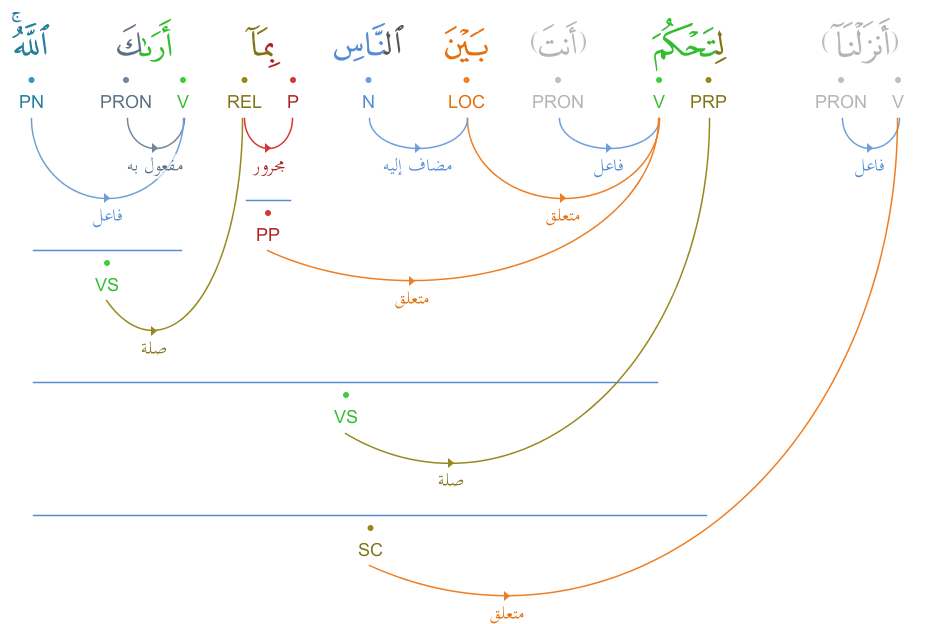 (أَنزَلْنَآ) لِتَحْكُمَ (أَنتَ) بَيْنَ ٱلنَّاسِ بِمَآ أَرَىٰكَ ٱللَّهُ ۚ
PN PRON V REL P N LOC PRON V PRP PRON V
مفعول به مجرور مضاف إليه فاعل فاعل
فاعل متعلق
PP
VS متعلق
صلة
VS
صلة
SC
متعلق